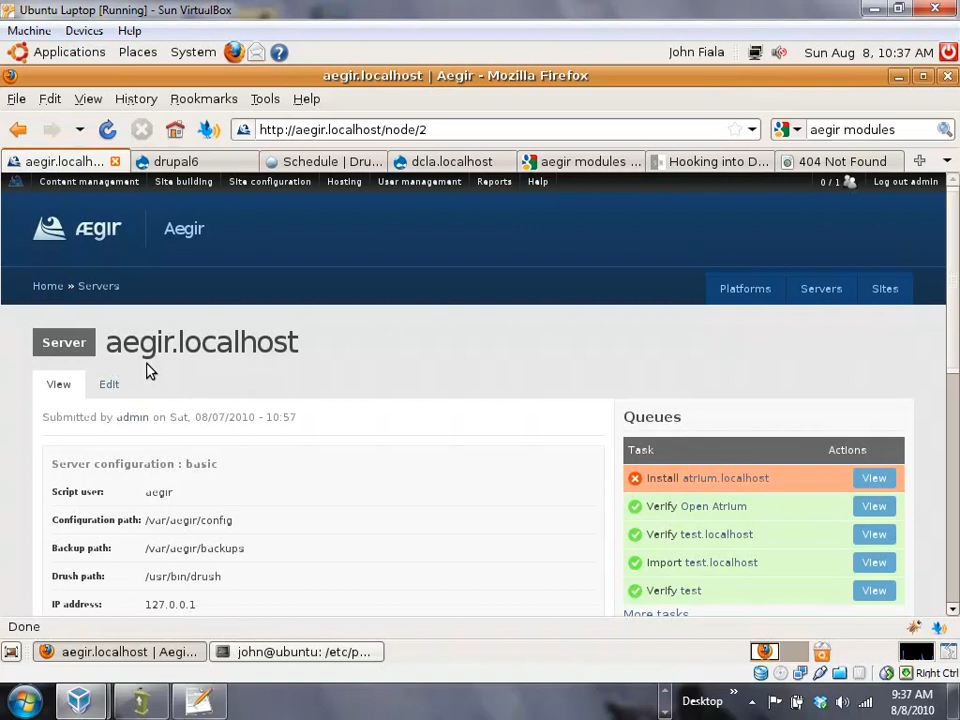 Ubuntu Laptop [Running] - Sun VirtualBox
Machine Devices Help
Applications Places System John Fiala Sun Aug 8, 10:37 AM
aegir.localhost | Aegir - Mozilla Firefox
File Edit View History Bookmarks Tools Help
http://aegir.localhost/node/2 aegir modules
aegir.localh... drupal6 Schedule | Dru... dcla.localhost aegir modules ... Hooking into D... 404 Not Found
Content management Site building Site configuration Hosting User management Reports Help 0 / 1 Log out admin
ÆGIR Aegir
Home » Servers Platforms Servers Sites
Server aegir.localhost
View Edit
Submitted by admin on Sat, 08/07/2010 - 10:57
Server configuration : basic
Script user: aegir
Configuration path: /var/aegir/config
Backup path: /var/aegir/backups
Drush path: /usr/bin/drush
IP address: 127.0.0.1
Queues
Task Actions
Install atrium.localhost View
Verify Open Atrium View
Verify test.localhost View
Import test.localhost View
Verify test View
More tasks
Done
aegir.localhost | Aegi... john@ubuntu: /etc/p...
Right Ctrl
Desktop 9:37 AM
8/8/2010